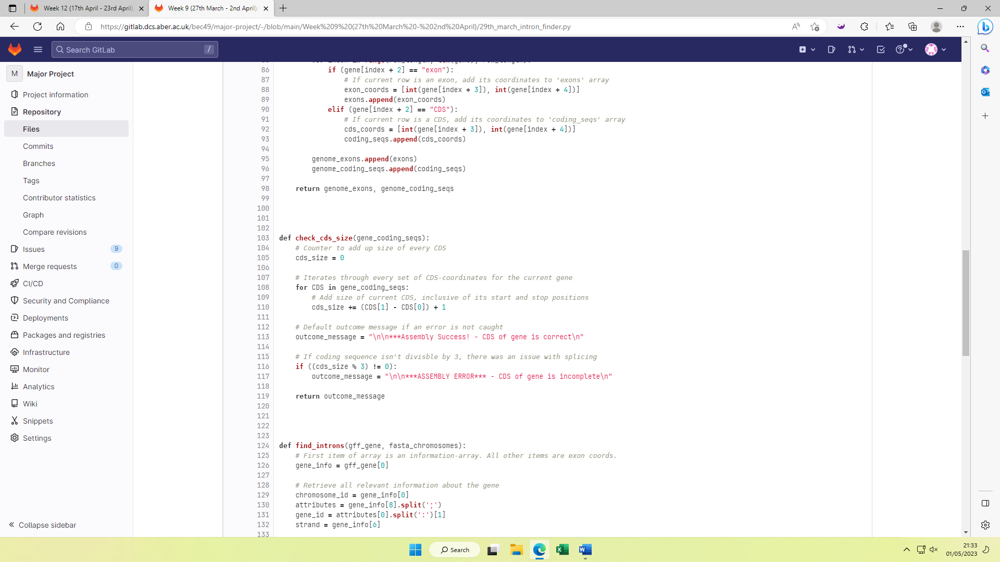 Week 12 (17th April - 23rd April)
Week 9 (27th March - 2nd April)/
https://gitlab.dcs.aber.ac.uk/bec49/major-project/-/blob/main/Week%209%20(27th%20March%20-%202nd%20April)/29th_march_intron_finder.py
Search GitLab
/
M
Major Project
Project information
Repository
Files
Commits
Branches
Tags
Contributor statistics
Graph
Compare revisions
Issues 9
Merge requests 0
CI/CD
Security and Compliance
Deployments
Packages and registries
Infrastructure
Monitor
Analytics
Wiki
Snippets
Settings
Collapse sidebar
86 if (gene[index + 2] == "exon"):
87 # If current row is an exon, add its coordinates to 'exons' array
88 exon_coords = [int(gene[index + 3]), int(gene[index + 4])]
89 exons.append(exon_coords)
90 elif (gene[index + 2] == "CDS"):
91 # If current row is a CDS, add its coordinates to 'coding_seqs' array
92 cds_coords = [int(gene[index + 3]), int(gene[index + 4])]
93 coding_seqs.append(cds_coords)
94
95 genome_exons.append(exons)
96 genome_coding_seqs.append(coding_seqs)
97
98 return genome_exons, genome_coding_seqs
99
100
101
102
103 def check_cds_size(gene_coding_seqs):
104 # Counter to add up size of every CDS
105 cds_size = 0
106
107 # Iterates through every set of CDS-coordinates for the current gene
108 for CDS in gene_coding_seqs:
109 # Add size of current CDS, inclusive of its start and stop positions
110 cds_size += (CDS[1] - CDS[0]) + 1
111
112 # Default outcome message if an error is not caught
113 outcome_message = "\n\n***Assembly Success! - CDS of gene is correct\n"
114
115 # If coding sequence isn't divisble by 3, there was an issue with splicing
116 if ((cds_size % 3) != 0):
117 outcome_message = "\n\n***ASSEMBLY ERROR*** - CDS of gene is incomplete\n"
118
119 return outcome_message
120
121
122
123
124 def find_introns(gff_gene, fasta_chromosomes):
125 # First item of array is an information-array. All other items are exon coords.
126 gene_info = gff_gene[0]
127
128 # Retrieve all relevant information about the gene
129 chromosome_id = gene_info[0]
130 attributes = gene_info[8].split(';')
131 gene_id = attributes[0].split(':')[1]
132 strand = gene_info[6]
133
Search
21:33
01/05/2023